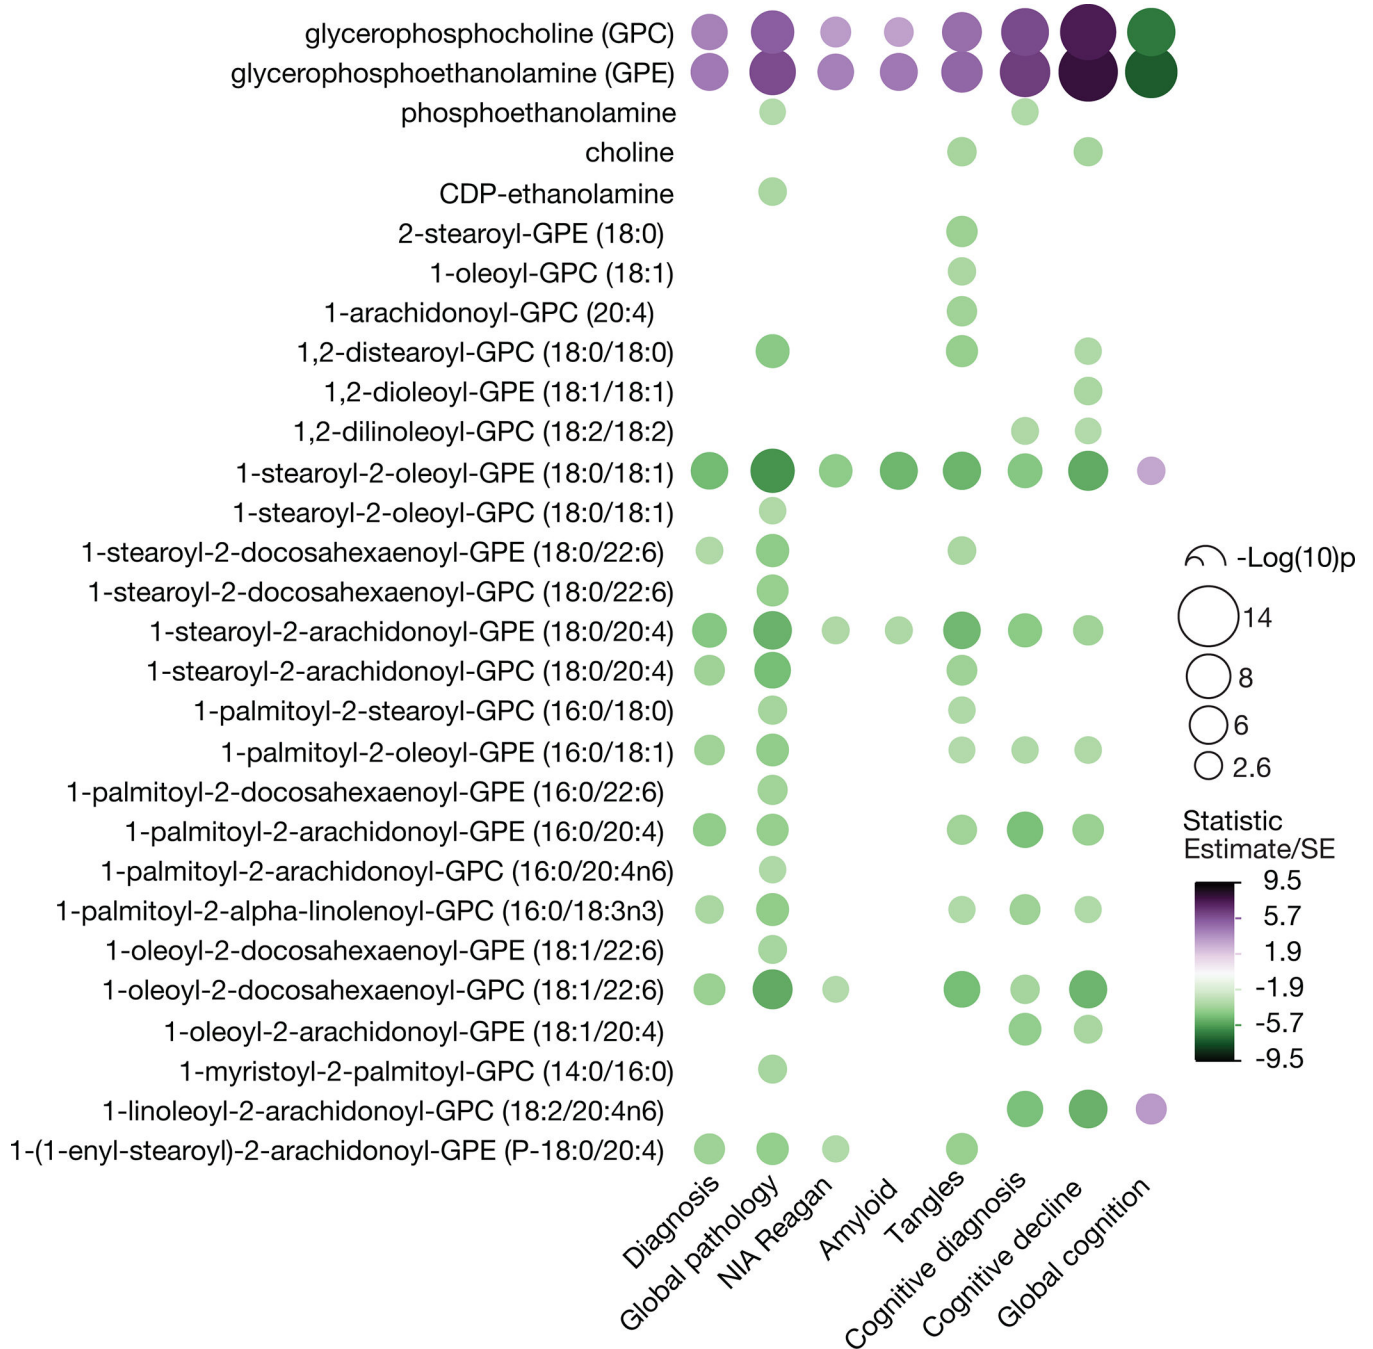 glycerophosphocholine (GPC)
glycerophosphoethanolamine (GPE)
phosphoethanolamine
choline
CDP-ethanolamine
2-stearoyl-GPE (18:0)
1-oleoyl-GPC (18:1)
1-arachidonoyl-GPC (20:4)
1,2-distearoyl-GPC (18:0/18:0)
1,2-dioleoyl-GPE (18:1/18:1)
1,2-dilinoleoyl-GPC (18:2/18:2)
1-stearoyl-2-oleoyl-GPE (18:0/18:1)
1-stearoyl-2-oleoyl-GPC (18:0/18:1)
1-stearoyl-2-docosahexaenoyl-GPE (18:0/22:6)
1-stearoyl-2-docosahexaenoyl-GPC (18:0/22:6)
1-stearoyl-2-arachidonoyl-GPE (18:0/20:4)
1-stearoyl-2-arachidonoyl-GPC (18:0/20:4)
1-palmitoyl-2-stearoyl-GPC (16:0/18:0)
1-palmitoyl-2-oleoyl-GPE (16:0/18:1)
1-palmitoyl-2-docosahexaenoyl-GPE (16:0/22:6)
1-palmitoyl-2-arachidonoyl-GPE (16:0/20:4)
1-palmitoyl-2-arachidonoyl-GPC (16:0/20:4n6)
1-palmitoyl-2-alpha-linolenoyl-GPC (16:0/18:3n3)
1-oleoyl-2-docosahexaenoyl-GPE (18:1/22:6)
1-oleoyl-2-docosahexaenoyl-GPC (18:1/22:6)
1-oleoyl-2-arachidonoyl-GPE (18:1/20:4)
1-myristoyl-2-palmitoyl-GPC (14:0/16:0)
1-linoleoyl-2-arachidonoyl-GPC (18:2/20:4n6)
1-(1-enyl-stearoyl)-2-arachidonoyl-GPE (P-18:0/20:4)
Diagnosis
Global pathology
NIA Reagan
Amyloid
Tangles
Cognitive diagnosis
Cognitive decline
Global cognition
-Log(10)p
14
8
6
2.6
Statistic
Estimate/SE
9.5
5.7
1.9
-1.9
-5.7
-9.5